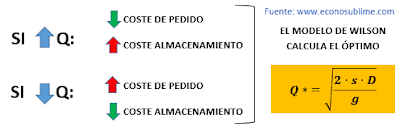 Fuente: www.econosublime.com
SI Q:
COSTE DE PEDIDO
COSTE ALMACENAMIENTO
SI Q:
COSTE DE PEDIDO
COSTE ALMACENAMIENTO
EL MODELO DE WILSON
CALCULA EL ÓPTIMO
Q * = √(2 · s · D / g)